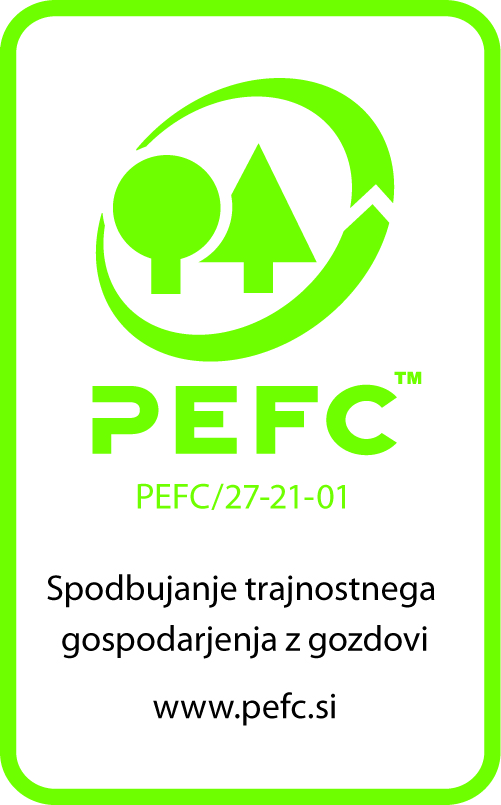 PEFC™
PEFC/27-21-01
Spodbujanje trajnostnega
gospodarjenja z gozdovi
www.pefc.si